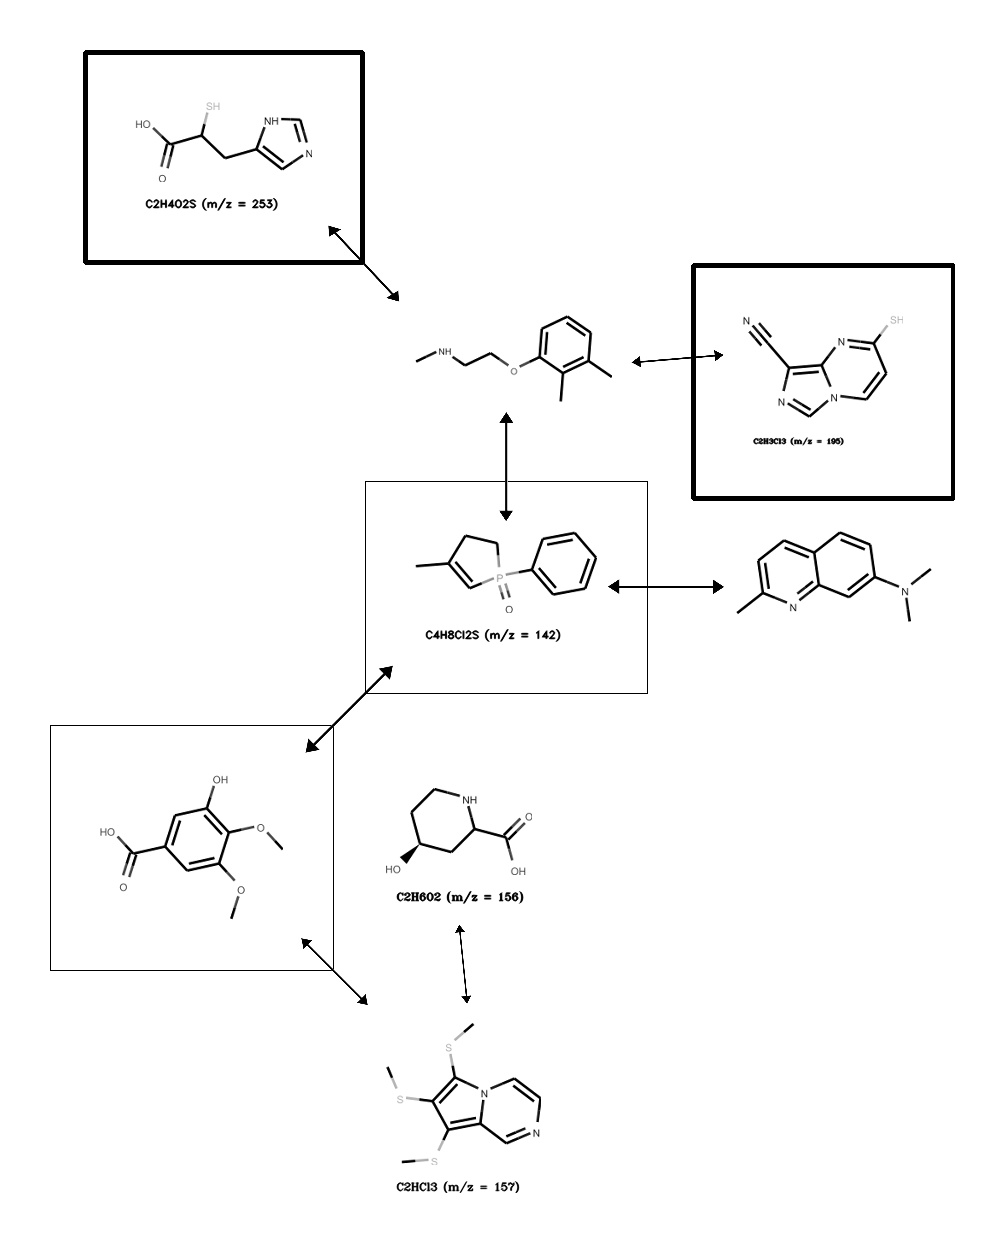 SH
HO
NH
N
O
C2H4O2S (m/z = 253)
N
SH
N
NH
O
N
N
C2H3Cl3 (m/z = 195)
P
O
N
N
C4H8Cl2S (m/z = 142)
OH
HO
O
O
O
NH
O
HO
OH
C2H6O2 (m/z = 156)
S
S
N
N
S
C2HCl3 (m/z = 157)